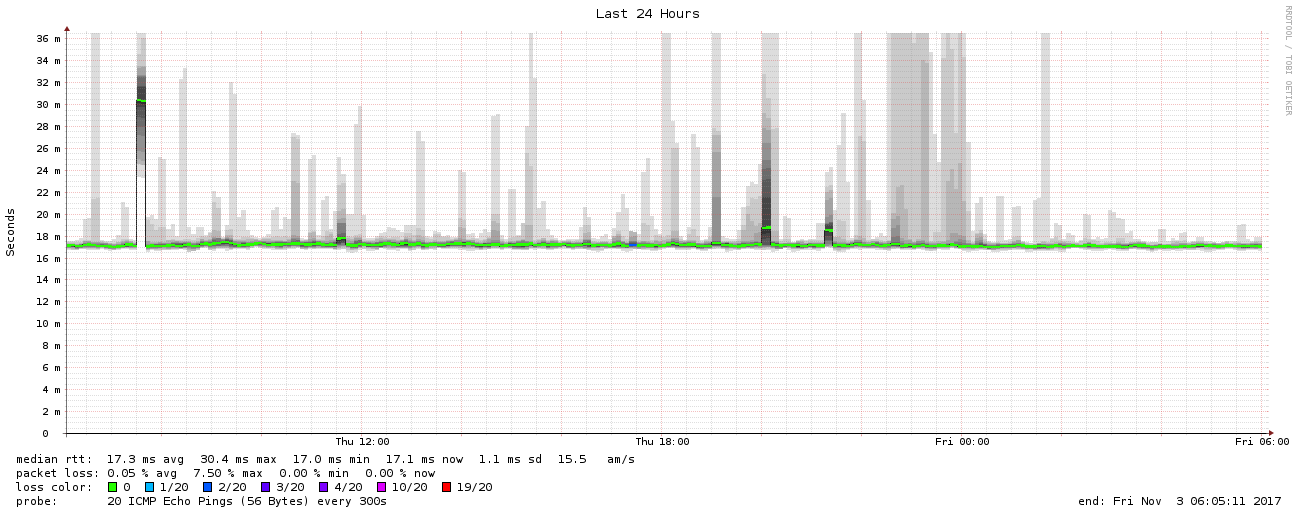 Last 24 Hours
RRDTOOL / TOBI OETIKER
Seconds
36 m
34 m
32 m
30 m
28 m
26 m
24 m
22 m
20 m
18 m
16 m
14 m
12 m
10 m
8 m
6 m
4 m
2 m
0
Thu 12:00 Thu 18:00 Fri 00:00 Fri 06:00
median rtt: 17.3 ms avg 30.4 ms max 17.0 ms min 17.1 ms now 1.1 ms sd 15.5 am/s
packet loss: 0.05 % avg 7.50 % max 0.00 % min 0.00 % now
loss color: 0 1/20 2/20 3/20 4/20 10/20 19/20
probe: 20 ICMP Echo Pings (56 Bytes) every 300s end: Fri Nov 3 06:05:11 2017